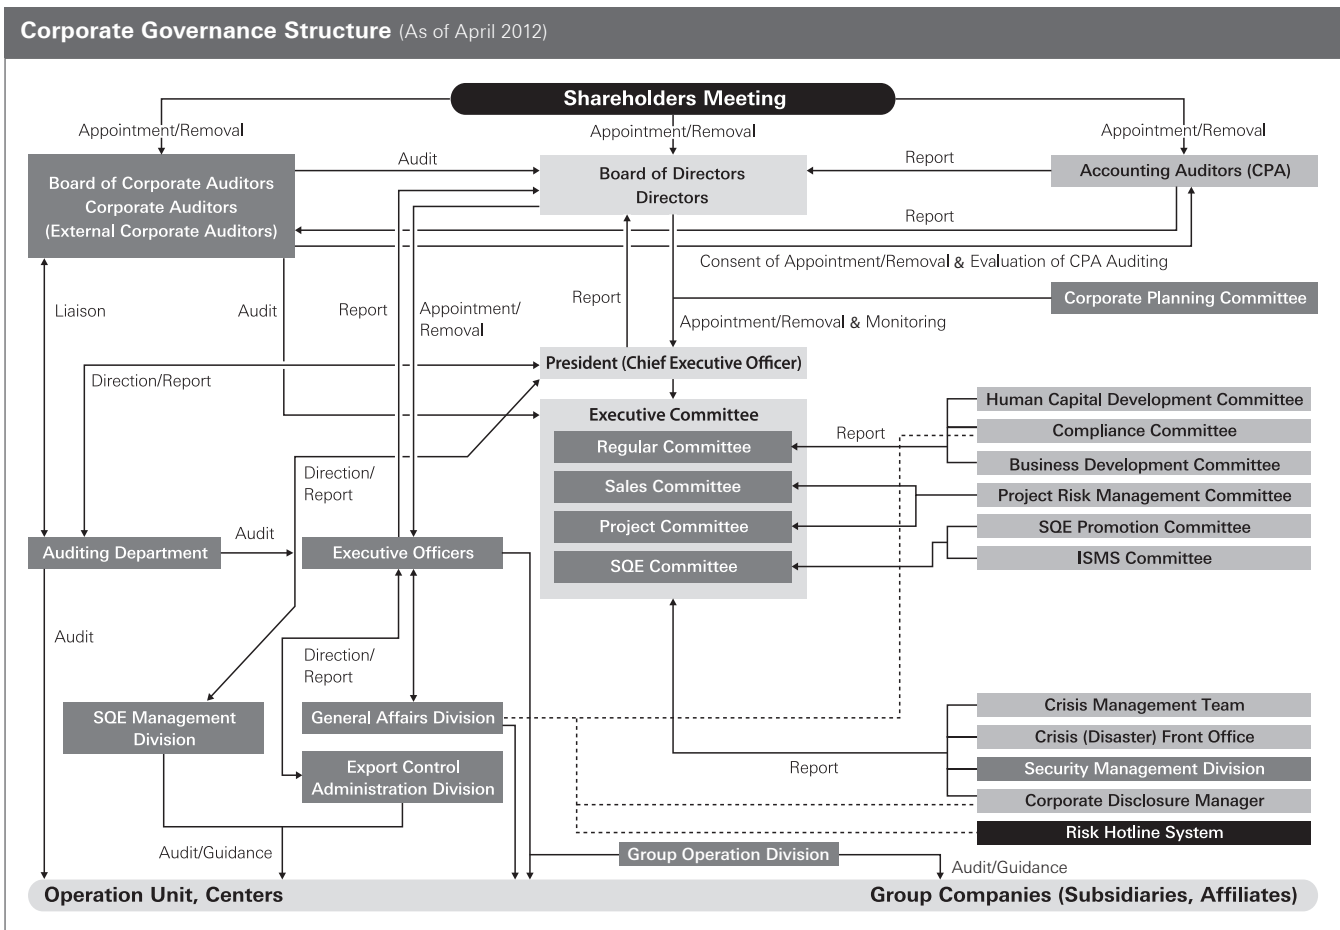 Corporate Governance Structure (As of April 2012)
Shareholders Meeting
Appointment/Removal
Appointment/Removal
Appointment/Removal
Board of Corporate Auditors
Corporate Auditors
(External Corporate Auditors)
Audit
Board of Directors
Directors
Report
Accounting Auditors (CPA)
Report
Consent of Appointment/Removal & Evaluation of CPA Auditing
Liaison
Audit
Report
Appointment/
Removal
Report
Corporate Planning Committee
Appointment/Removal & Monitoring
President (Chief Executive Officer)
Direction/Report
Executive Committee
Regular Committee
Sales Committee
Project Committee
SQE Committee
Report
Human Capital Development Committee
Compliance Committee
Business Development Committee
Project Risk Management Committee
SQE Promotion Committee
ISMS Committee
Direction/
Report
Auditing Department
Audit
Executive Officers
Audit
Direction/
Report
SQE Management
Division
General Affairs Division
Export Control
Administration Division
Report
Crisis Management Team
Crisis (Disaster) Front Office
Security Management Division
Corporate Disclosure Manager
Risk Hotline System
Audit/Guidance
Group Operation Division
Audit/Guidance
Operation Unit, Centers
Group Companies (Subsidiaries, Affiliates)